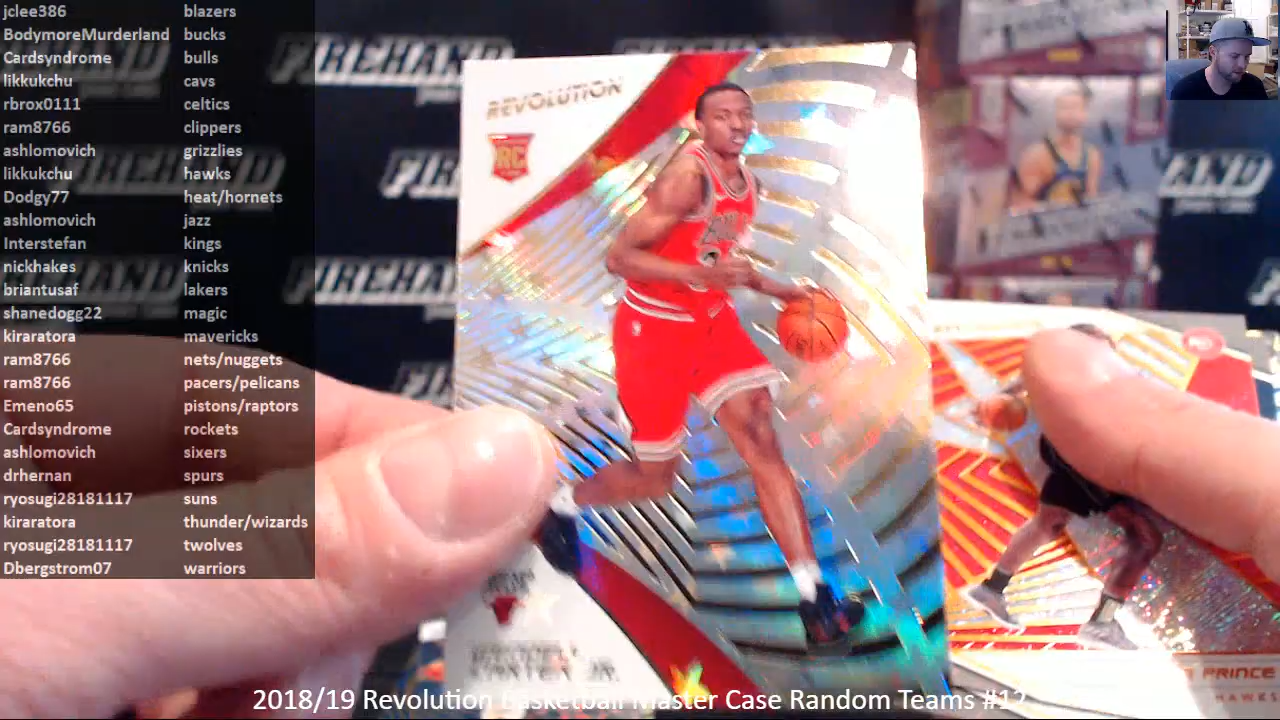 jclee386 blazers
BodymoreMurderland bucks
Cardsyndrome bulls
likkukchu cavs
rbrox0111 celtics
ram8766 clippers
ashlomovich grizzlies
likkukchu hawks
Dodgy77 heat/hornets
ashlomovich jazz
Interstefan kings
nickhakes knicks
briantusaf lakers
shanedogg22 magic
kiraratora mavericks
ram8766 nets/nuggets
ram8766 pacers/pelicans
Emeno65 pistons/raptors
Cardsyndrome rockets
ashlomovich sixers
drhernan spurs
ryosugi28181117 suns
kiraratora thunder/wizards
ryosugi28181117 twolves
Dbergstrom07 warriors
FIREHAND
REVOLUTION
RC
WENDELL
CARTER JR.
PRINCE
HAWKS
2018/19 Revolution Basketball Master Case Random Teams #12